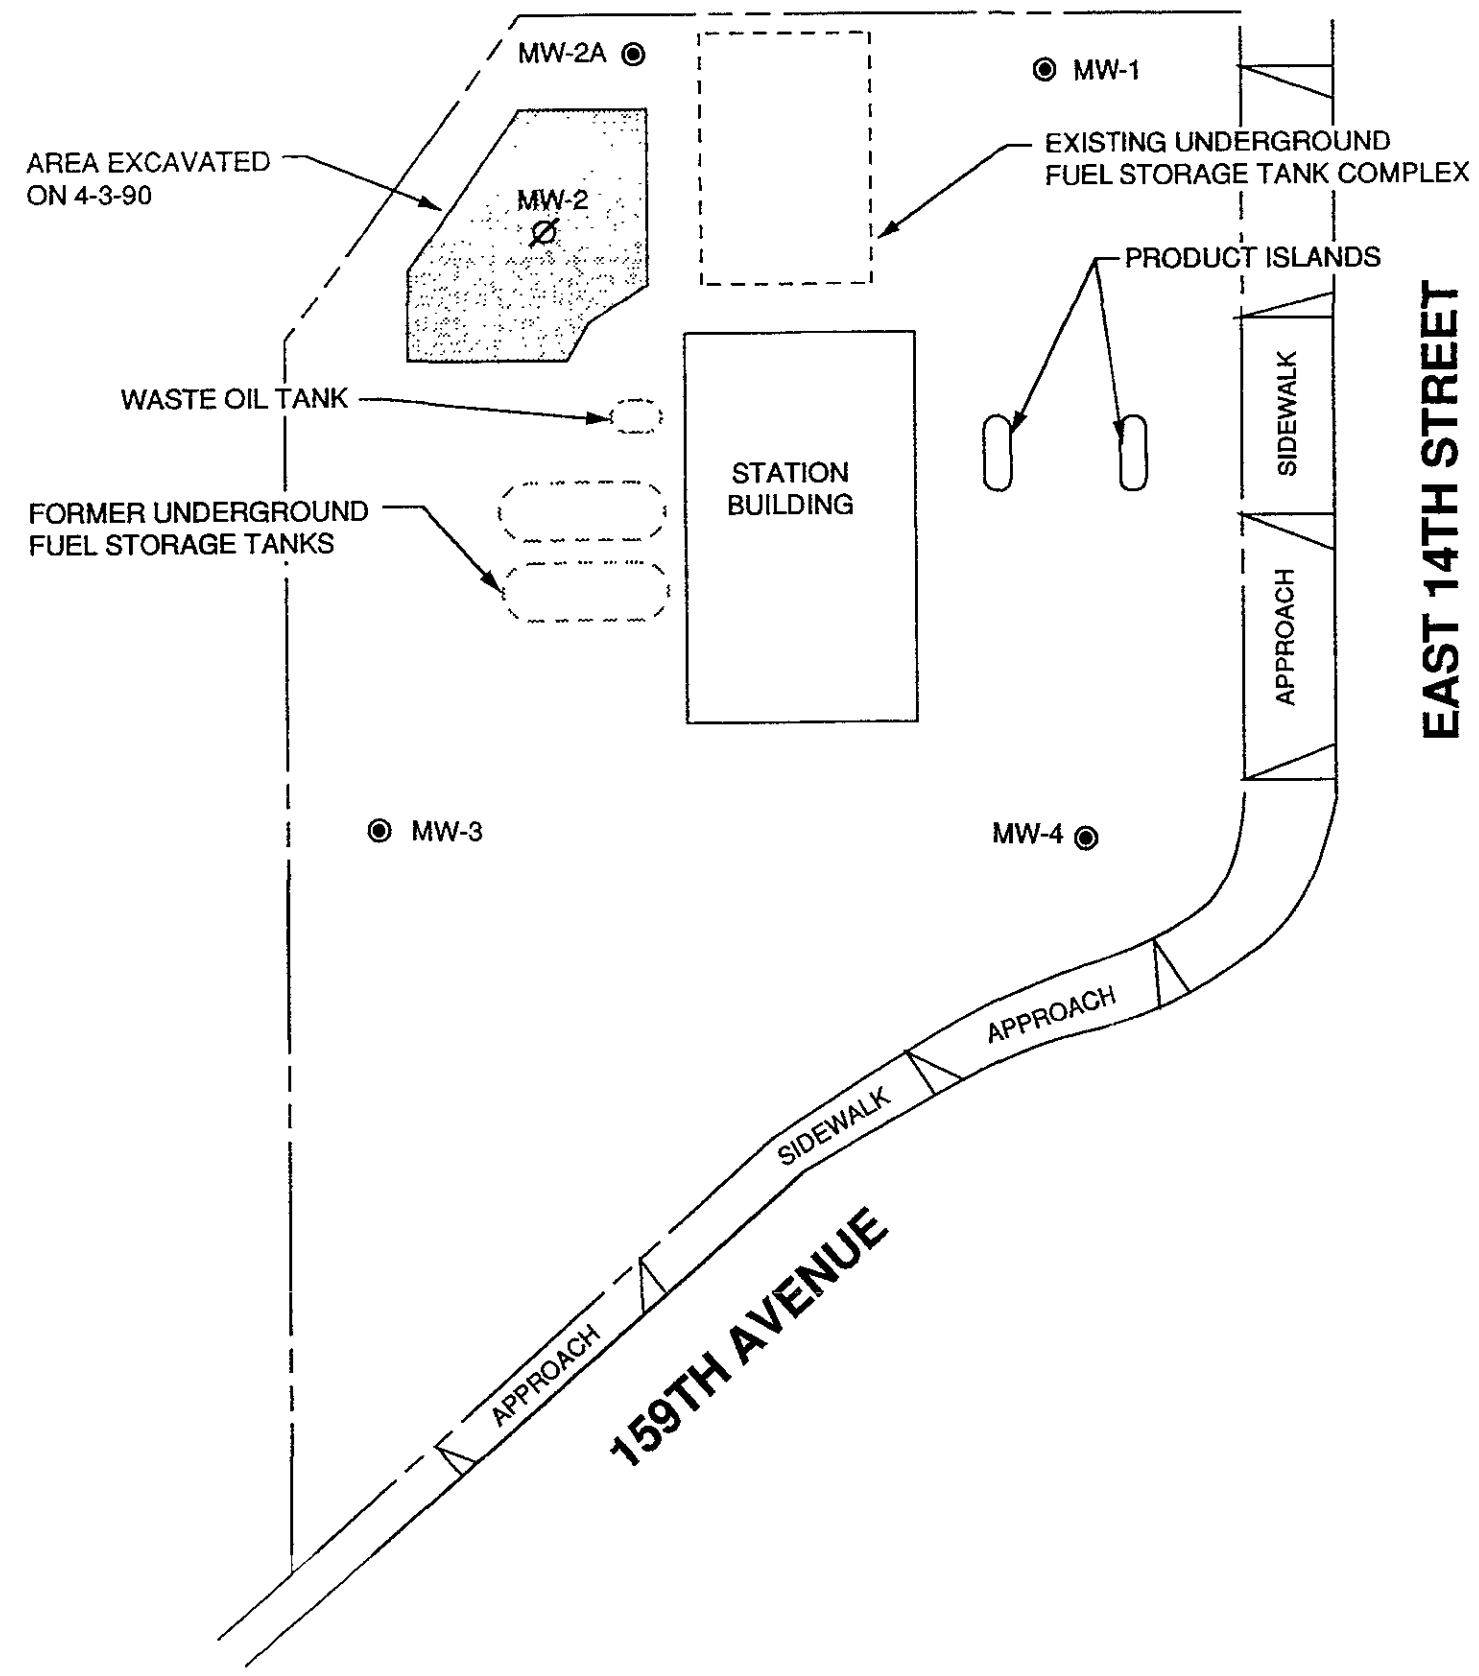 MW-2A
MW-1
AREA EXCAVATED
ON 4-3-90
EXISTING UNDERGROUND
FUEL STORAGE TANK COMPLEX
MW-2
PRODUCT ISLANDS
EAST 14TH STREET
WASTE OIL TANK
SIDEWALK
STATION
BUILDING
FORMER UNDERGROUND
FUEL STORAGE TANKS
APPROACH
MW-3
MW-4
APPROACH
SIDEWALK
159TH AVENUE
APPROACH